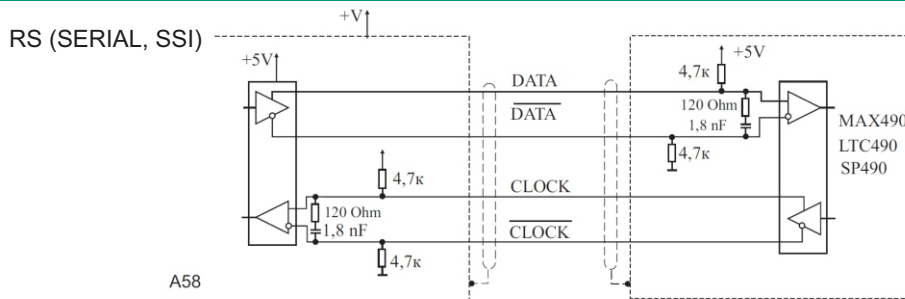 +V
RS (SERIAL, SSI)
+5V
+5V
4,7к
DATA
DATA
120 Ohm
1,8 nF
MAX490
LTC490
SP490
4,7к
4,7к
CLOCK
120 Ohm
1,8 nF
CLOCK
4,7к
A58